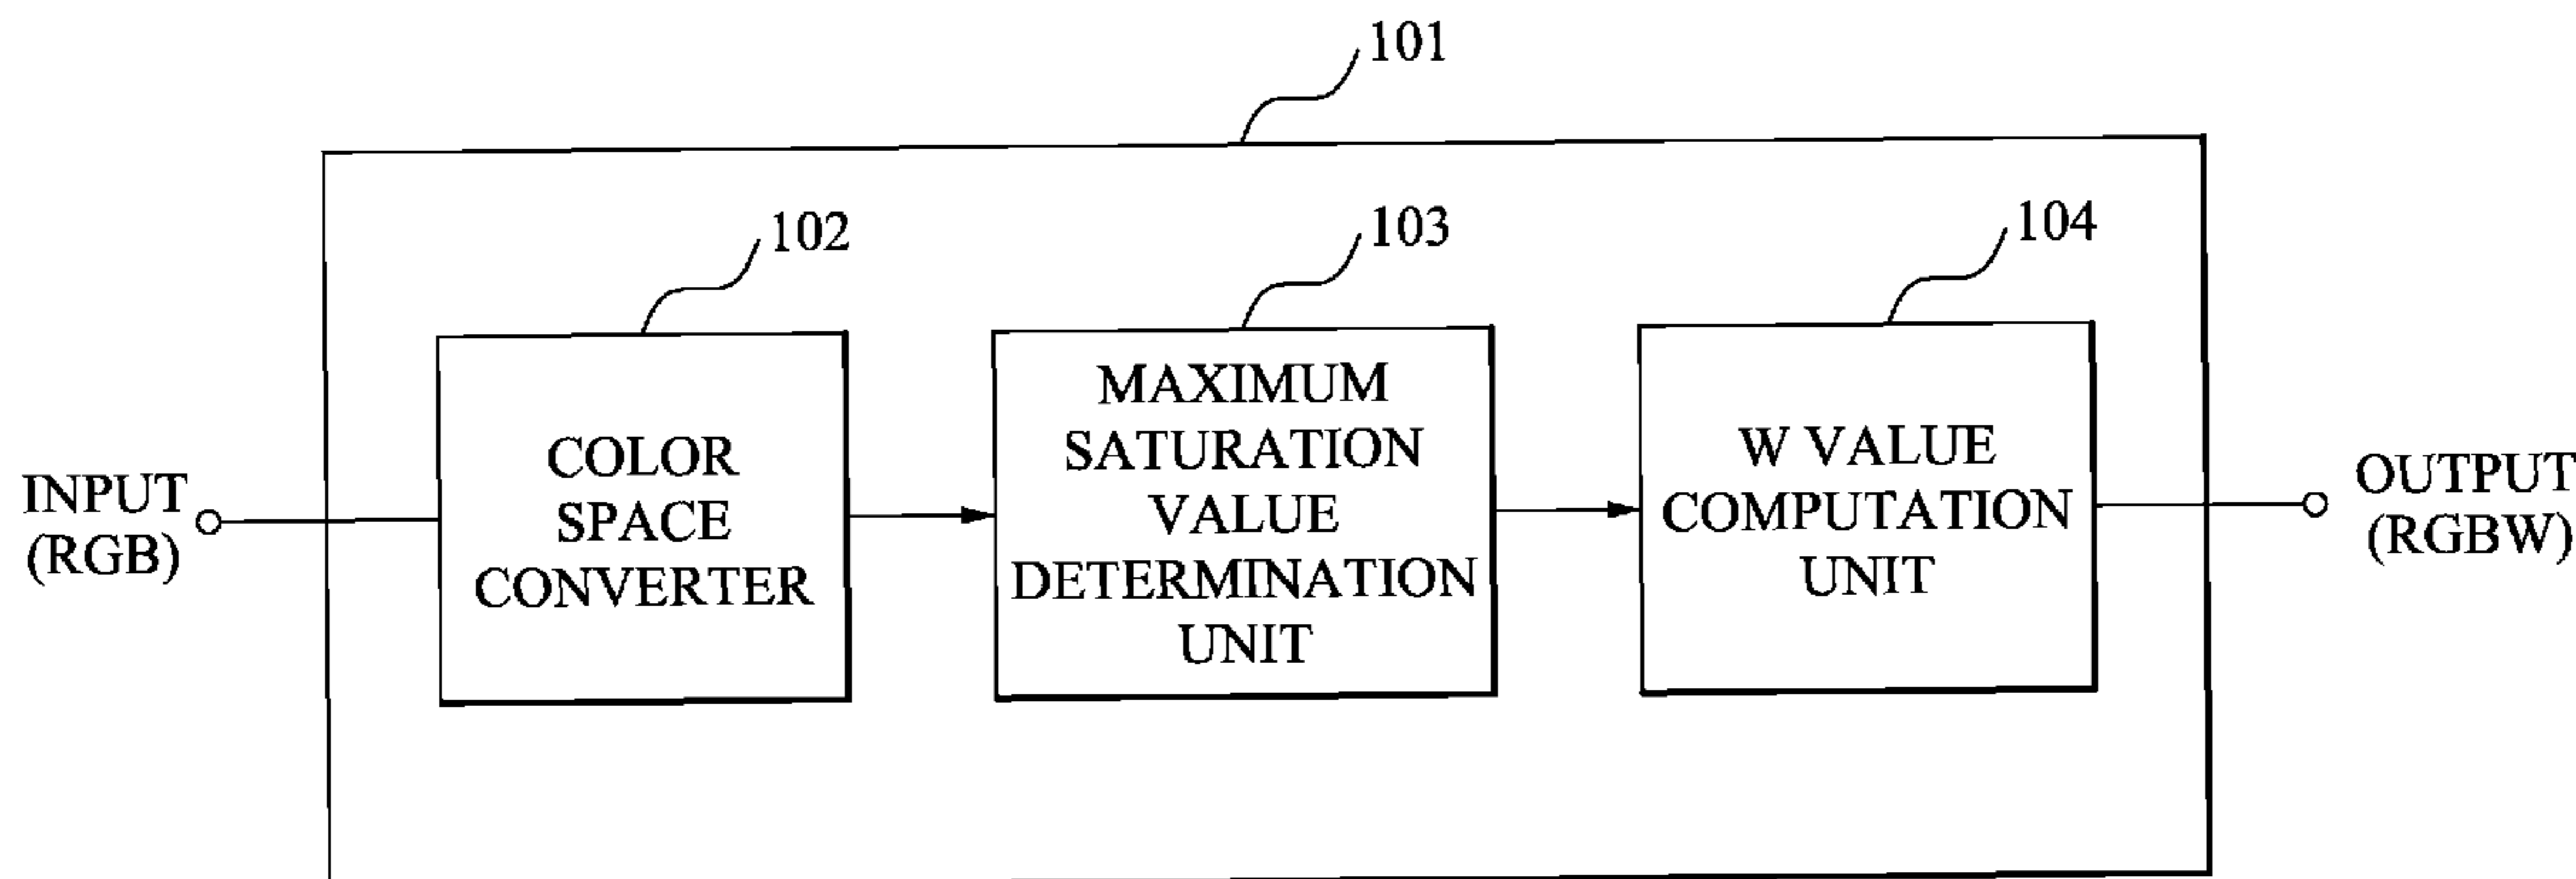 101
102
103
104
INPUT
(RGB)
COLOR
SPACE
CONVERTER
MAXIMUM
SATURATION
VALUE
DETERMINATION
UNIT
W VALUE
COMPUTATION
UNIT
OUTPUT
(RGBW)